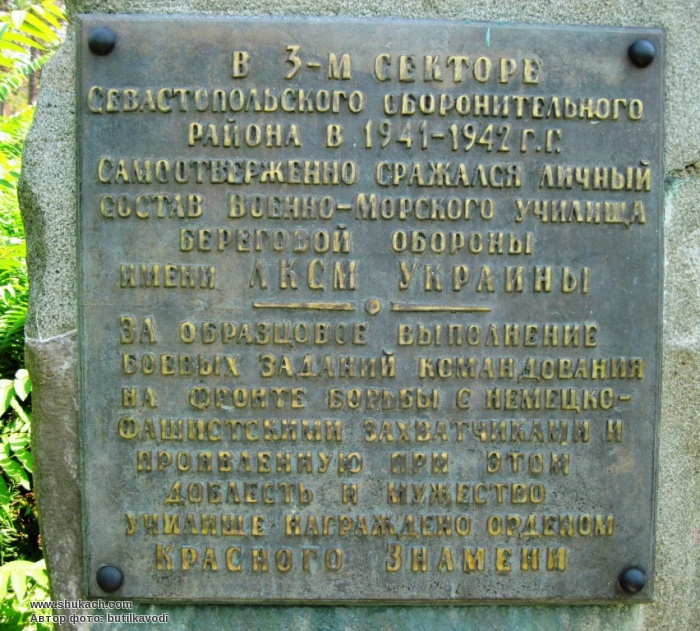 В 3-М СЕКТОРЕ
СЕВАСТОПОЛЬСКОГО ОБОРОНИТЕЛЬНОГО
РАЙОНА В 1941-1942 Г.Г.
САМООТВЕРЖЕННО СРАЖАЛСЯ ЛИЧНЫЙ
СОСТАВ ВОЕННО-МОРСКОГО УЧИЛИЩА
БЕРЕГОВОЙ ОБОРОНЫ
ИМЕНИ ЛКСМ УКРАИНЫ
ЗА ОБРАЗЦОВОЕ ВЫПОЛНЕНИЕ
БОЕВЫХ ЗАДАНИЙ КОМАНДОВАНИЯ
НА ФРОНТЕ БОРЬБЫ С НЕМЕЦКО-
ФАШИСТСКИМИ ЗАХВАТЧИКАМИ И
ПРОЯВЛЕННУЮ ПРИ ЭТОМ
ДОБЛЕСТЬ И МУЖЕСТВО
УЧИЛИЩЕ НАГРАЖДЕНО ОРДЕНОМ
КРАСНОГО ЗНАМЕНИ
www.shukach.com
Автор фото: butilkavodi